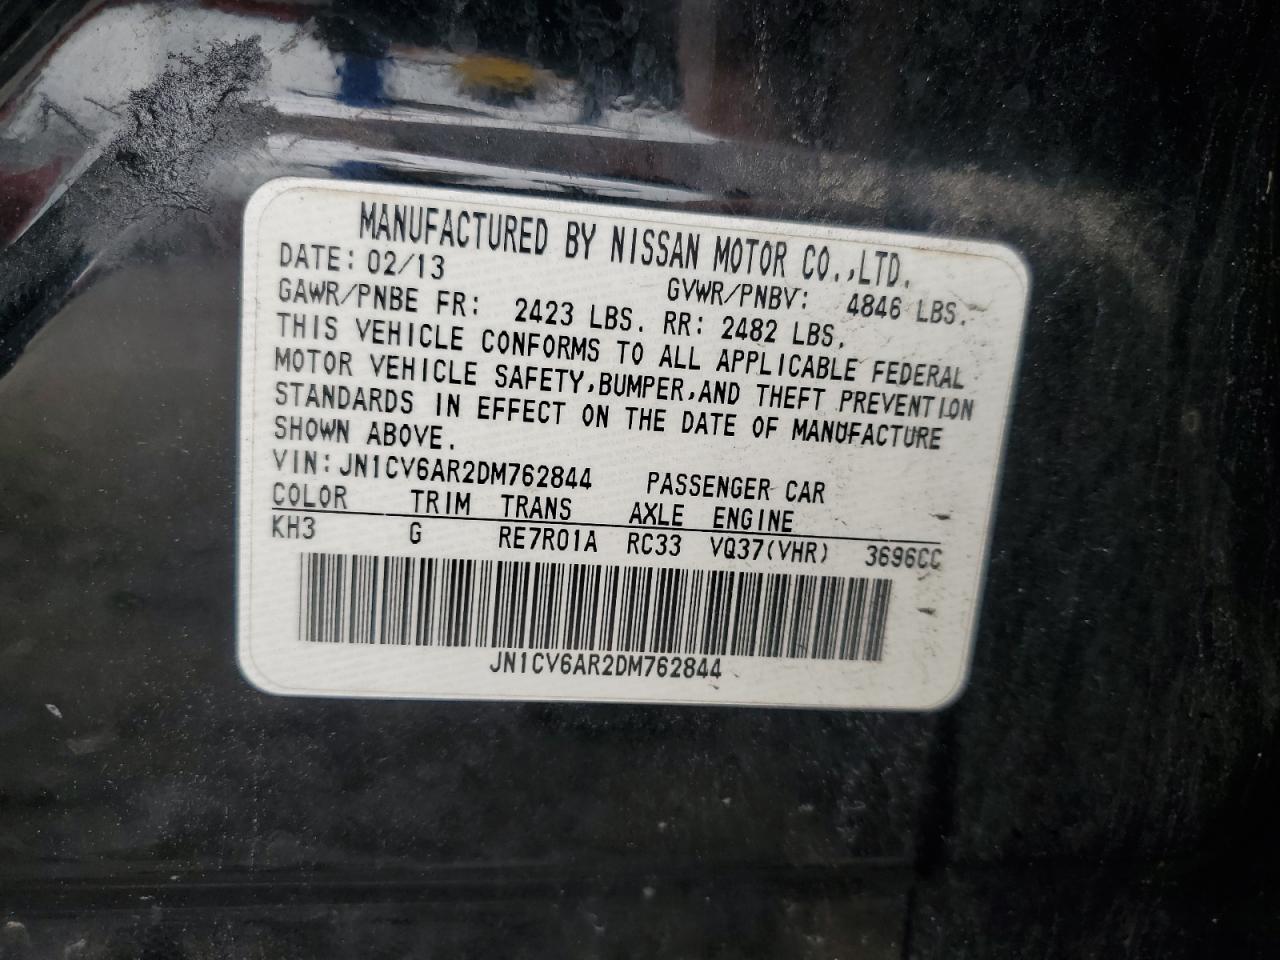 MANUFACTURED BY NISSAN MOTOR CO.,LTD.
DATE: 02/13 GVWR/PNBV: 4846 LBS.
GAWR/PNBE FR: 2423 LBS. RR: 2482 LBS.
THIS VEHICLE CONFORMS TO ALL APPLICABLE FEDERAL
MOTOR VEHICLE SAFETY,BUMPER,AND THEFT PREVENTION
STANDARDS IN EFFECT ON THE DATE OF MANUFACTURE
SHOWN ABOVE.
VIN:JN1CV6AR2DM762844 PASSENGER CAR
COLOR TRIM TRANS AXLE ENGINE
KH3 G RE7R01A RC33 VQ37(VHR) 3696CC
JN1CV6AR2DM762844